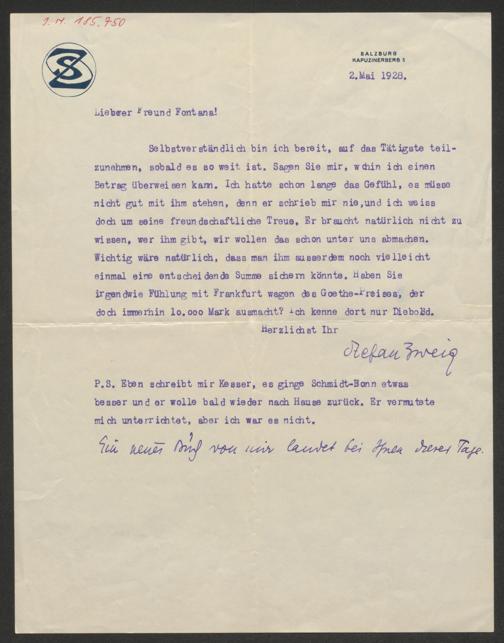 J.N. 185.750
SZ
SALZBURG
KAPUZINERBERG 5
2.Mai 1928.
Lieber Freund Fontana!
Selbstverständlich bin ich bereit, auf das Tätigste teil-
zunehmen, sobald es so weit ist. Sagen Sie mir, wohin ich einen
Betrag überweisen kann. Ich hatte schon lange das Gefühl, es müsse
nicht gut mit ihm stehen, denn er schrieb mir nie,und ich weiss
doch um seine freundschaftliche Treue. Er braucht natürlich nicht zu
wissen, wer ihm gibt, wir wollen das schon unter uns abmachen.
Wichtig wäre natürlich, dass man ihm ausserdem noch vielleicht
einmal eine entscheidende Summe sichern könnte. Haben Sie
irgendwie Fühlung mit Frankfurt wegen des Goethe-Preises, der
doch immerhin 10.000 Mark ausmacht? Ich kenne dort nur Diebold.
Herzlichst Ihr
Stefan Zweig
P.S. Eben schreibt mir Kesser, es ginge Schmidt-Bonn etwas
besser und er wolle bald wieder nach Hause zurück. Er vermutete
mich unterrichtet, aber ich war es nicht.
Ein neues Buch von mir landet bei Ihnen dieser Tage.